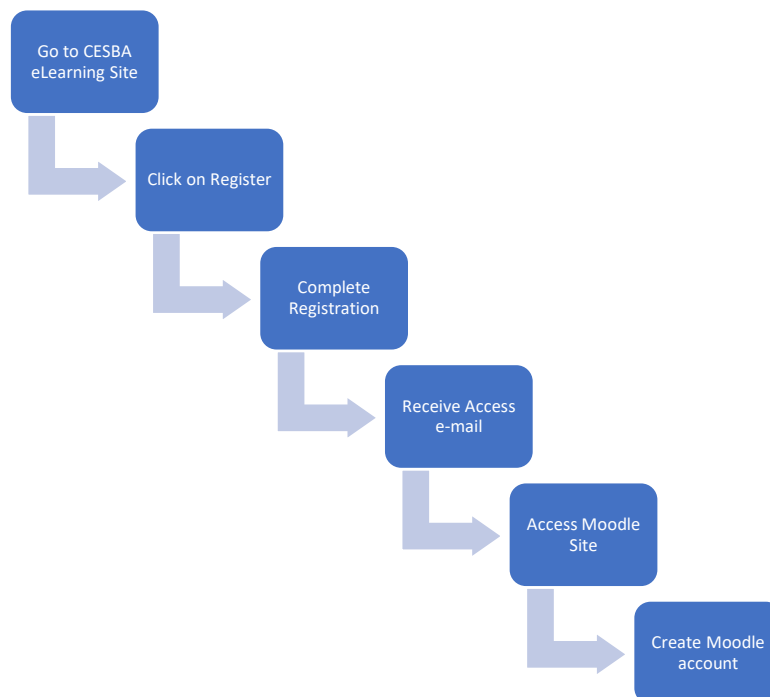 Go to CESBA
eLearning Site
Click on Register
Complete
Registration
Receive Access
e-mail
Access Moodle
Site
Create Moodle
account